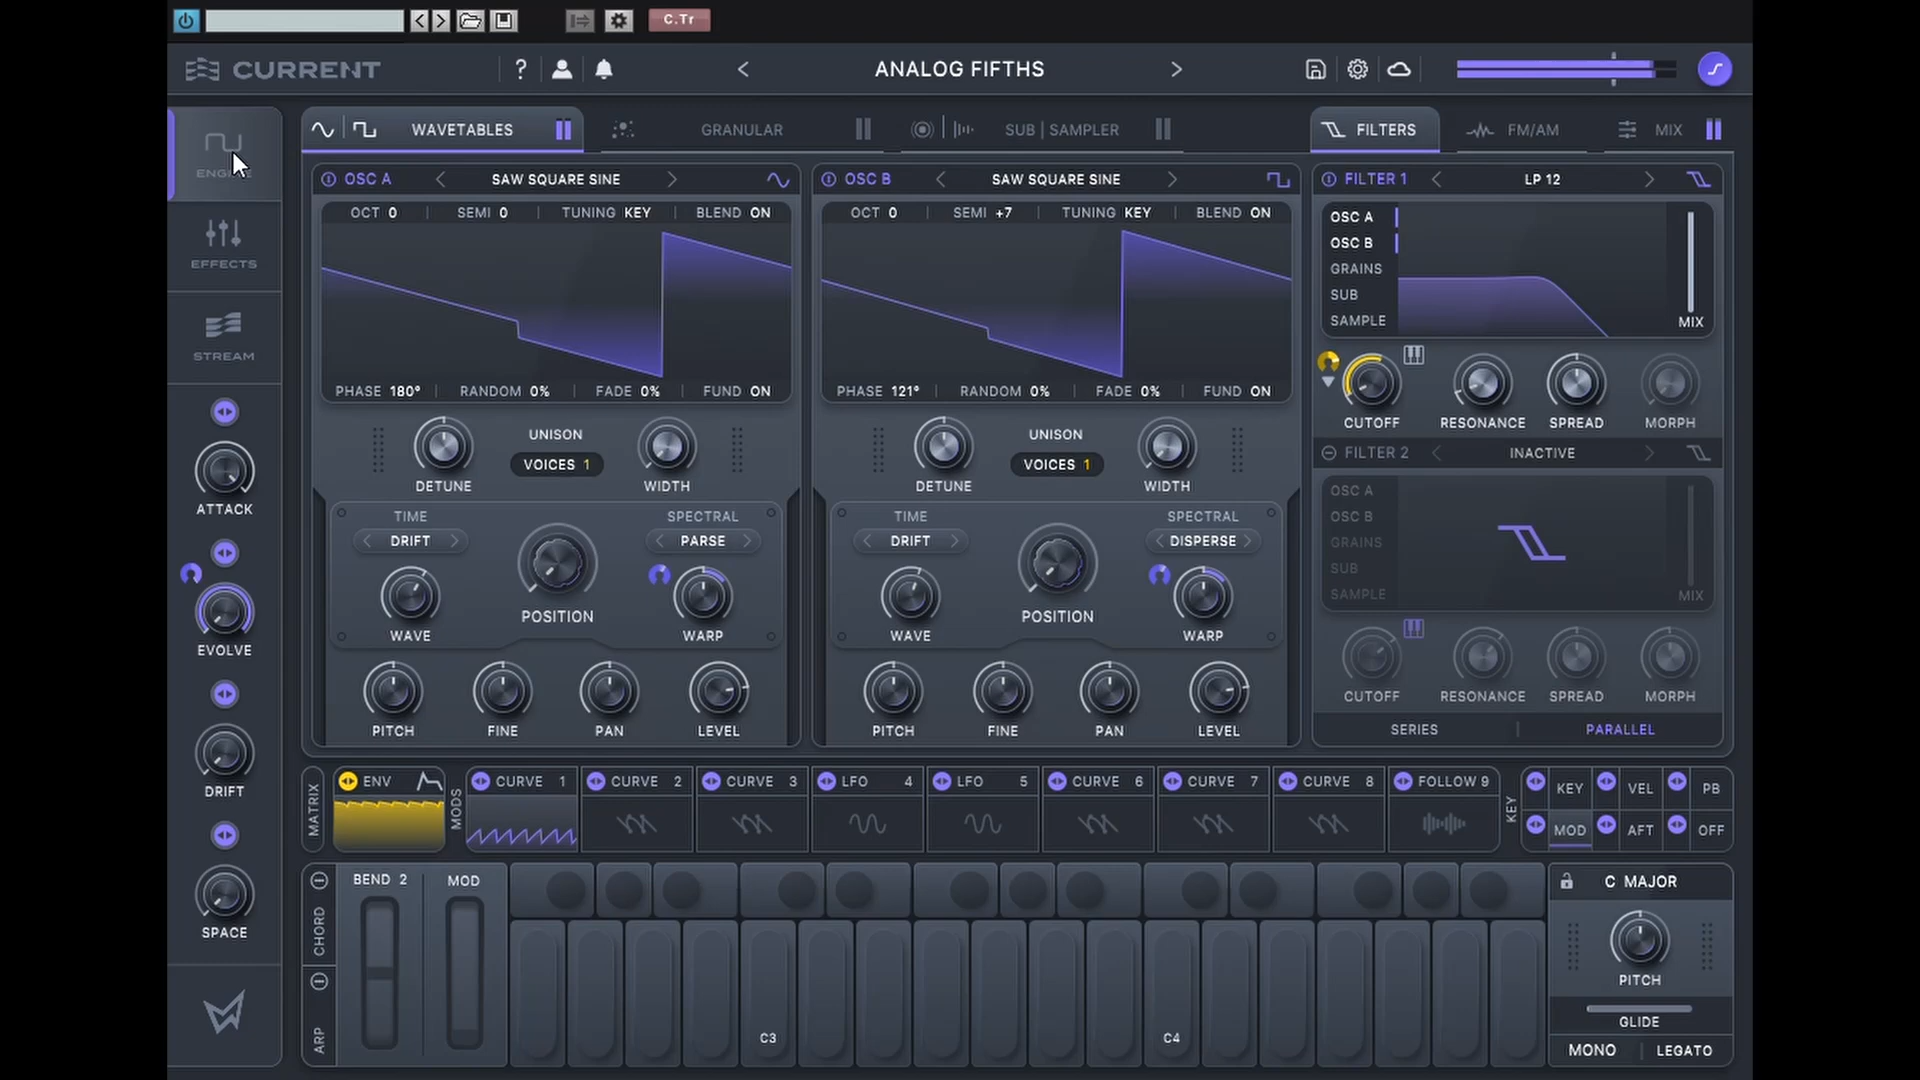 C.Tr
CURRENT
?
ANALOG FIFTHS
ENGINE
EFFECTS
STREAM
ATTACK
EVOLVE
DRIFT
SPACE
WAVETABLES
GRANULAR
SUB | SAMPLER
FILTERS
FM/AM
MIX
OSC A
SAW SQUARE SINE
OCT 0 SEMI 0 TUNING KEY BLEND ON
PHASE 180° RANDOM 0% FADE 0% FUND ON
DETUNE
UNISON
VOICES 1
WIDTH
TIME
DRIFT
WAVE
POSITION
SPECTRAL
PARSE
WARP
PITCH
FINE
PAN
LEVEL
OSC B
SAW SQUARE SINE
OCT 0 SEMI +7 TUNING KEY BLEND ON
PHASE 121° RANDOM 0% FADE 0% FUND ON
DETUNE
UNISON
VOICES 1
WIDTH
TIME
DRIFT
WAVE
POSITION
SPECTRAL
DISPERSE
WARP
PITCH
FINE
PAN
LEVEL
FILTER 1
LP 12
OSC A
OSC B
GRAINS
SUB
SAMPLE
MIX
CUTOFF
RESONANCE
SPREAD
MORPH
FILTER 2
INACTIVE
OSC A
OSC B
GRAINS
SUB
SAMPLE
MIX
CUTOFF
RESONANCE
SPREAD
MORPH
SERIES
PARALLEL
MATRIX
ENV
MODS
CURVE 1
CURVE 2
CURVE 3
LFO 4
LFO 5
CURVE 6
CURVE 7
CURVE 8
FOLLOW 9
KEY
KEY
VEL
PB
MOD
AFT
OFF
CHORD
ARP
BEND 2
MOD
C3
C4
C MAJOR
PITCH
GLIDE
MONO
LEGATO